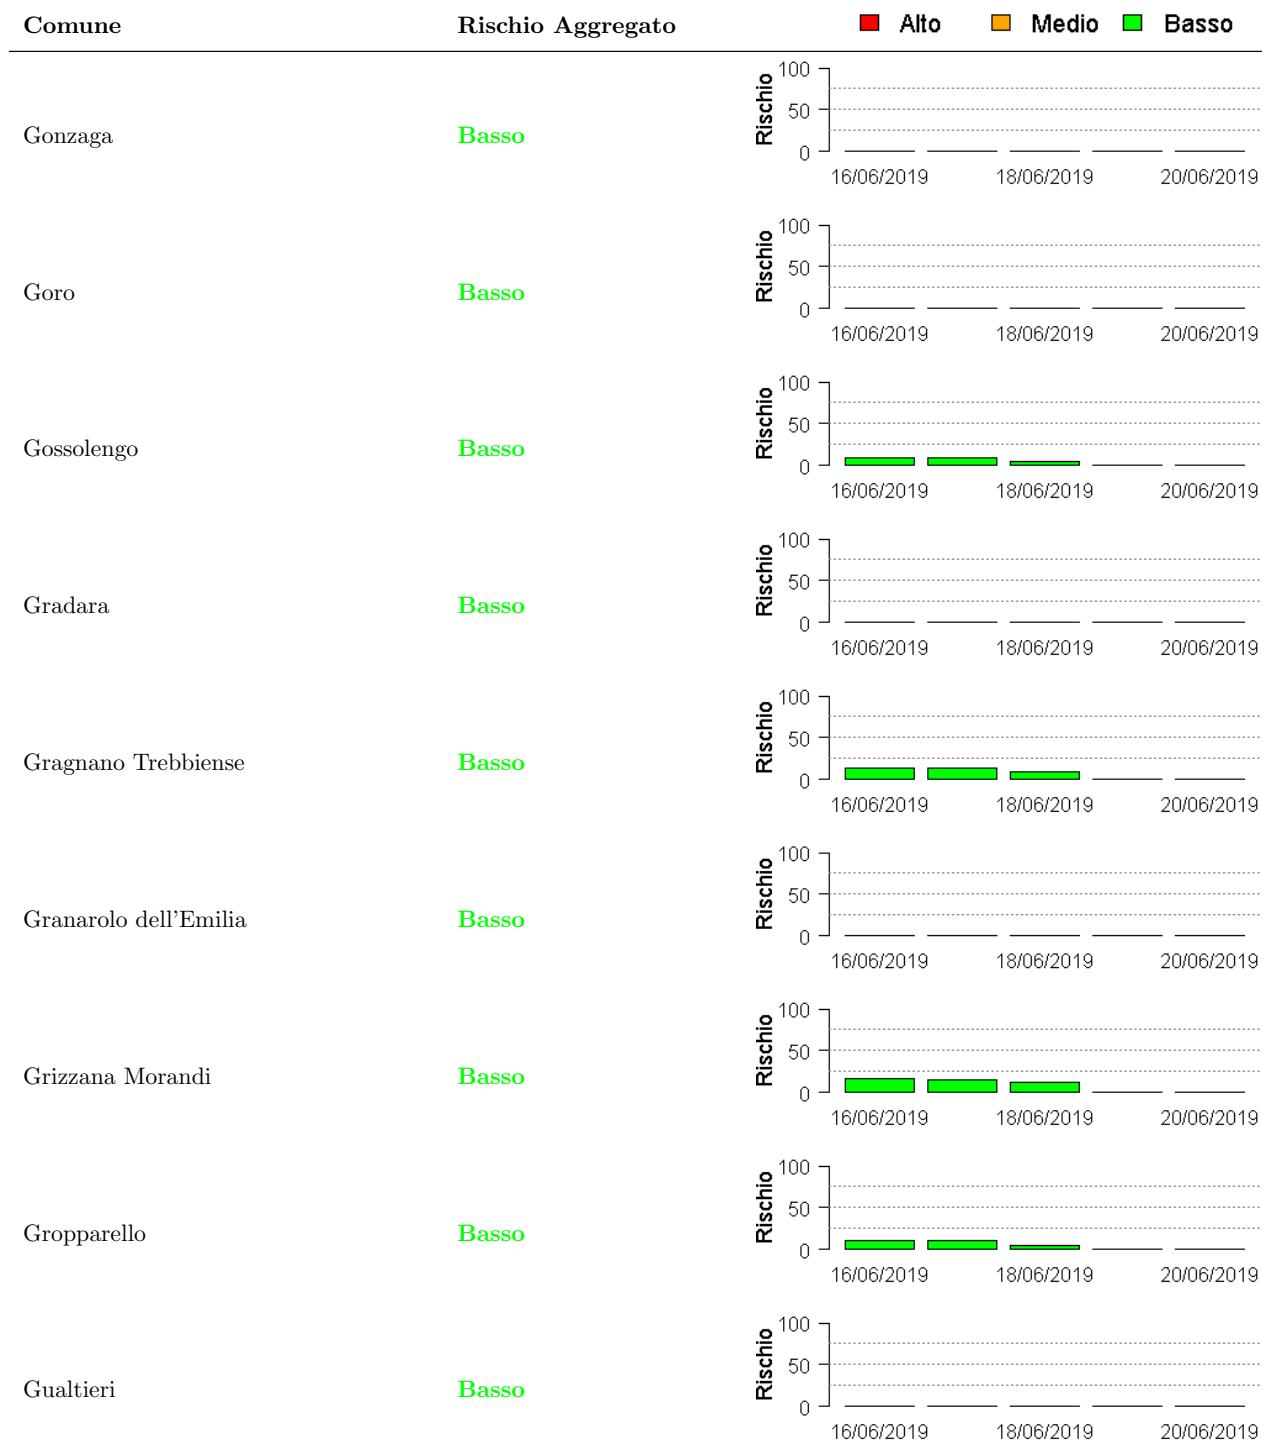 Comune Rischio Aggregato Alto Medio Basso
Gonzaga Basso Rischio 100 50 0
16/06/2019 18/06/2019 20/06/2019
Goro Basso Rischio 100 50 0
16/06/2019 18/06/2019 20/06/2019
Gossolengo Basso Rischio 100 50 0
16/06/2019 18/06/2019 20/06/2019
Gradara Basso Rischio 100 50 0
16/06/2019 18/06/2019 20/06/2019
Gragnano Trebbiense Basso Rischio 100 50 0
16/06/2019 18/06/2019 20/06/2019
Granarolo dell'Emilia Basso Rischio 100 50 0
16/06/2019 18/06/2019 20/06/2019
Grizzana Morandi Basso Rischio 100 50 0
16/06/2019 18/06/2019 20/06/2019
Gropparello Basso Rischio 100 50 0
16/06/2019 18/06/2019 20/06/2019
Gualtieri Basso Rischio 100 50 0
16/06/2019 18/06/2019 20/06/2019